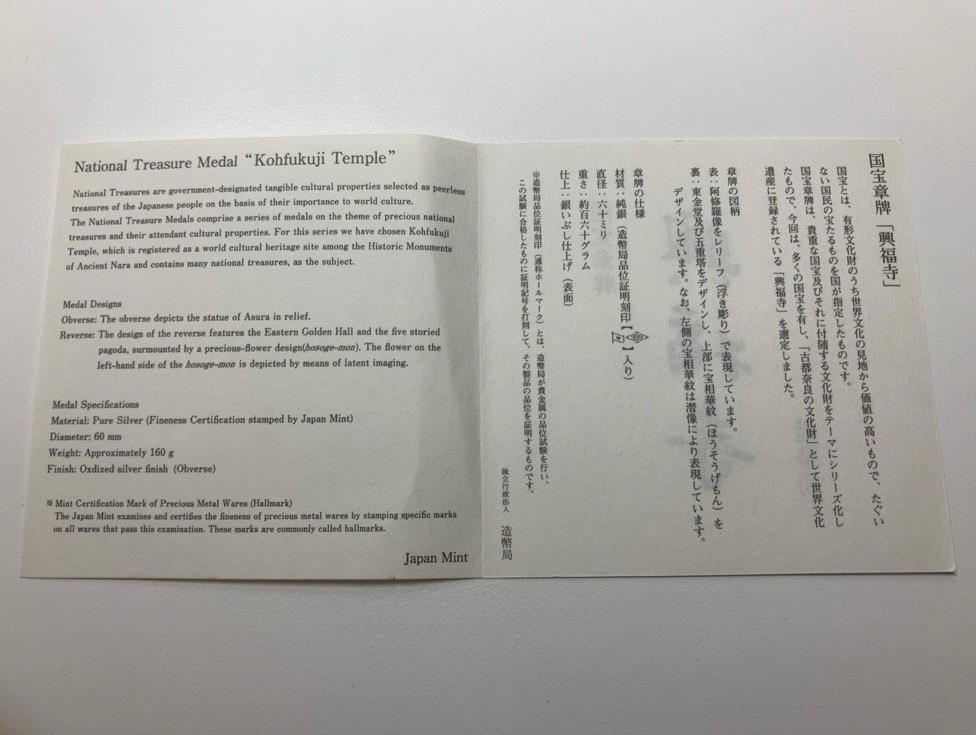 National Treasure Medal “Kohfukuji Temple”
National Treasures are government-designated tangible cultural properties selected as peerless
treasures of the Japanese people on the basis of their importance to world culture.
The National Treasure Medals comprise a series of medals on the theme of precious national
treasures and their attendant cultural properties. For this series we have chosen Kohfukuji
Temple, which is registered as a world cultural heritage site among the Historic Monuments
of Ancient Nara and contains many national treasures, as the subject.
Medal Designs
Obverse: The obverse depicts the statue of Asura in relief.
Reverse: The design of the reverse features the Eastern Golden Hall and the five storied
pagoda, surmounted by a precious-flower design(hosoge-mon). The flower on the
left-hand side of the hosoge-mon is depicted by means of latent imaging.
Medal Specifications
Material: Pure Silver (Fineness Certification stamped by Japan Mint)
Diameter: 60 mm
Weight: Approximately 160 g
Finish: Oxdized silver finish (Obverse)
※ Mint Certification Mark of Precious Metal Wares (Hallmark)
The Japan Mint examines and certifies the fineness of precious metal wares by stamping specific marks
on all wares that pass this examination. These marks are commonly called hallmarks.
Japan Mint
国宝章牌「興福寺」
国宝とは、有形文化財のうち世界文化の見地から価値の高いもので、たぐい
ない国民の宝たるものを国が指定したものです。
国宝章牌は、貴重な国宝及びそれに付随する文化財をテーマにシリーズ化し
たもので、今回は、多くの国宝を有し、「古都奈良の文化財」として世界文化
遺産に登録されている「興福寺」を選定しました。
章牌の図柄
表：阿修羅像をレリーフ（浮き彫り）で表現しています。
裏：東金堂及び五重塔をデザインし、上部に宝相華紋（ほうそうげもん）を
デザインしています。なお、左側の宝相華紋は潜像により表現しています。
章牌の仕様
材質：純銀（造幣局品位証明刻印【】入り）
直径：六十ミリ
重さ：約百六十グラム
仕上：銀いぶし仕上げ（表面）
※造幣局品位証明刻印（通称ホールマーク）とは、造幣局が貴金属の品位試験を行い、
この試験に合格したものに証明記号を打刻して、その製品の品位を証明するものです。
独立行政法人 造幣局